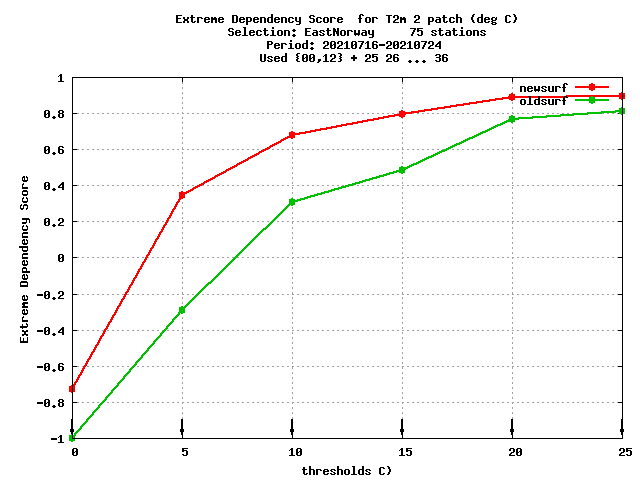 Extreme Dependency Score  for T2m 2 patch (deg C)
Selection: EastNorway     75 stations
Period: 20210716-20210724
Used {00,12} + 25 26 ... 36
newsurf
oldsurf
1
0.8
0.6
0.4
0.2
0
-0.2
-0.4
-0.6
-0.8
-1
Extreme Dependency Score
0 5 10 15 20 25
thresholds C)